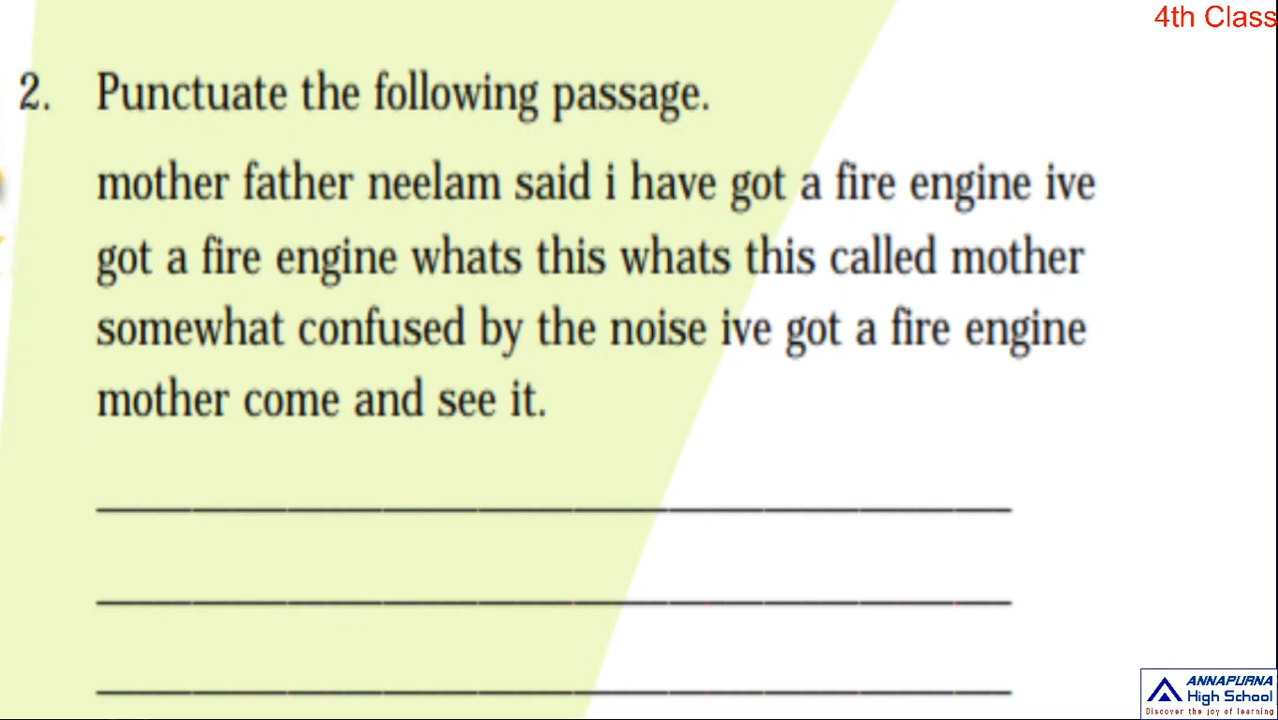 4th Class
2. Punctuate the following passage.
mother father neelam said i have got a fire engine ive
got a fire engine whats this whats this called mother
somewhat confused by the noise ive got a fire engine
mother come and see it.
ANNAPURNA
High School
Discover the joy of learning